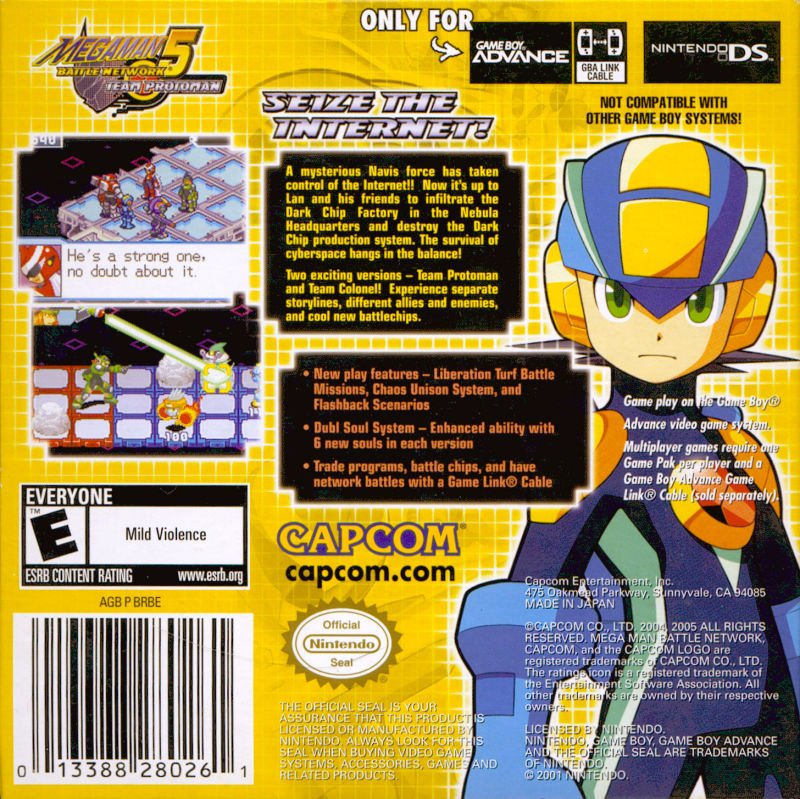 MEGAMAN 5
BATTLE NETWORK
TEAM PROTOMAN
ONLY FOR
GAME BOY
ADVANCE
GBA LINK
CABLE
NINTENDO DS™
NOT COMPATIBLE WITH
OTHER GAME BOY SYSTEMS!
SEIZE THE
INTERNET!
540
He's a strong one,
no doubt about it.
100
A mysterious Navis force has taken
control of the Internet!! Now it's up to
Lan and his friends to infiltrate the
Dark Chip Factory in the Nebula
Headquarters and destroy the Dark
Chip production system. The survival of
cyberspace hangs in the balance!
Two exciting versions – Team Protoman
and Team Colonel! Experience separate
storylines, different allies and enemies,
and cool new battlechips.
• New play features – Liberation Turf Battle
Missions, Chaos Unison System, and
Flashback Scenarios
• Dubl Soul System – Enhanced ability with
6 new souls in each version
• Trade programs, battle chips, and have
network battles with a Game Link® Cable
Game play on the Game Boy®
Advance video game system.
Multiplayer games require one
Game Pak per player and a
Game Boy Advance Game
Link® Cable (sold separately).
EVERYONE
™
E
Mild Violence
ESRB CONTENT RATING www.esrb.org
AGB P BRBE
0 13388 28026 1
CAPCOM®
capcom.com
Official
Nintendo
Seal
®
THE OFFICIAL SEAL IS YOUR
ASSURANCE THAT THIS PRODUCT IS
LICENSED OR MANUFACTURED BY
NINTENDO. ALWAYS LOOK FOR THIS
SEAL WHEN BUYING VIDEO GAME
SYSTEMS, ACCESSORIES, GAMES AND
RELATED PRODUCTS.
Capcom Entertainment, Inc.
475 Oakmead Parkway, Sunnyvale, CA 94085
MADE IN JAPAN
©CAPCOM CO., LTD. 2004, 2005 ALL RIGHTS
RESERVED. MEGA MAN BATTLE NETWORK,
CAPCOM, and the CAPCOM LOGO are
registered trademarks of CAPCOM CO., LTD.
The ratings icon is a registered trademark of
the Entertainment Software Association. All
other trademarks are owned by their respective
owners.
LICENSED BY NINTENDO.
NINTENDO, GAME BOY, GAME BOY ADVANCE
AND THE OFFICIAL SEAL ARE TRADEMARKS
OF NINTENDO.
© 2001 NINTENDO.